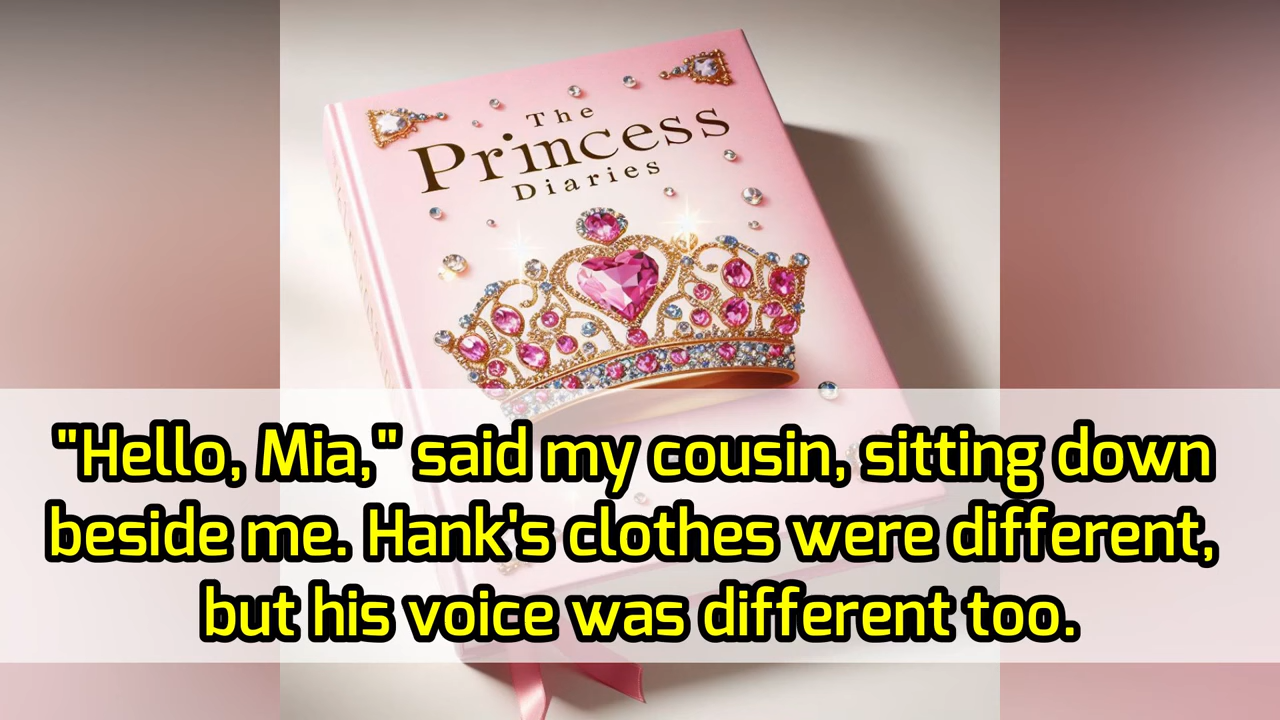 The
Princess
Diaries
"Hello, Mia," said my cousin, sitting down
beside me. Hank's clothes were different,
but his voice was different too.